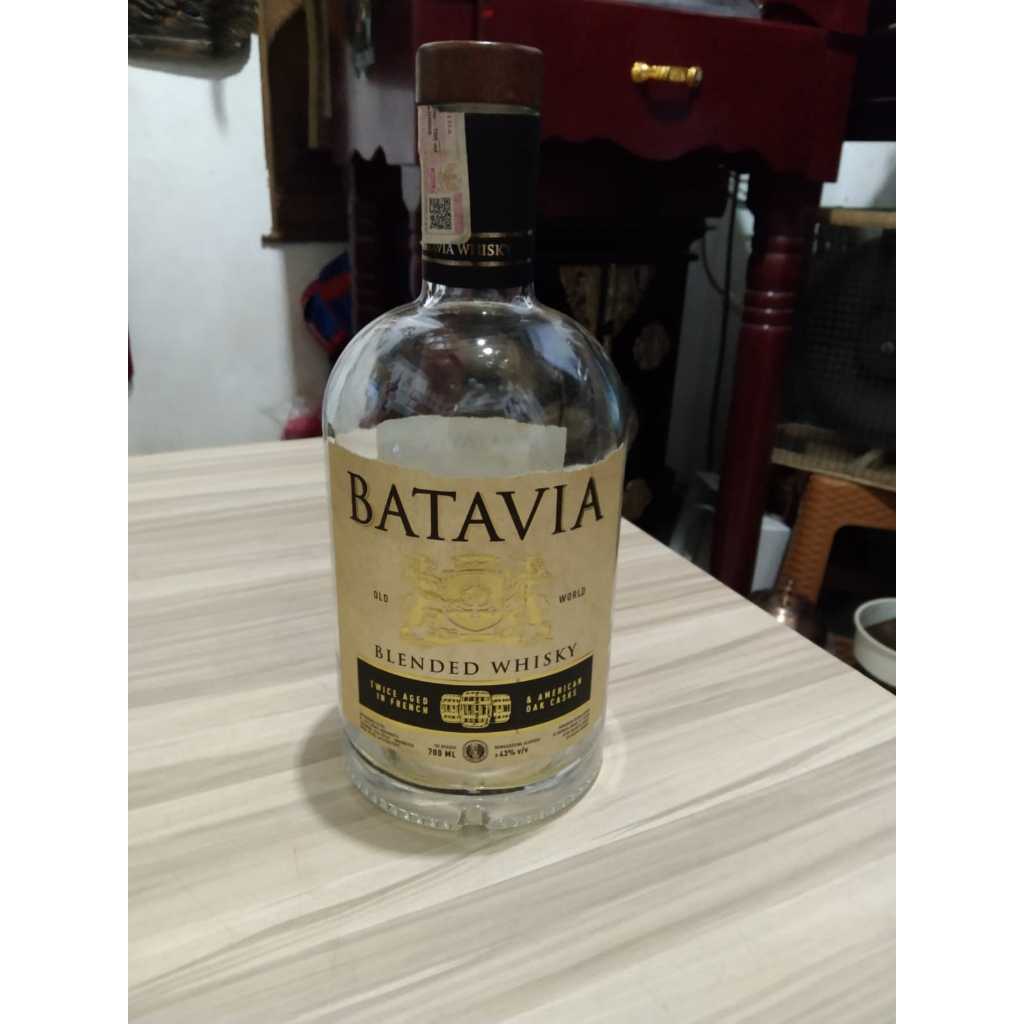 VIA WHISKY
BATAVIA
OLD WORLD
BLENDED WHISKY
TWICE AGED
IN FRENCH
& AMERICAN
OAK CASKS
700 ML
± 43% v/v